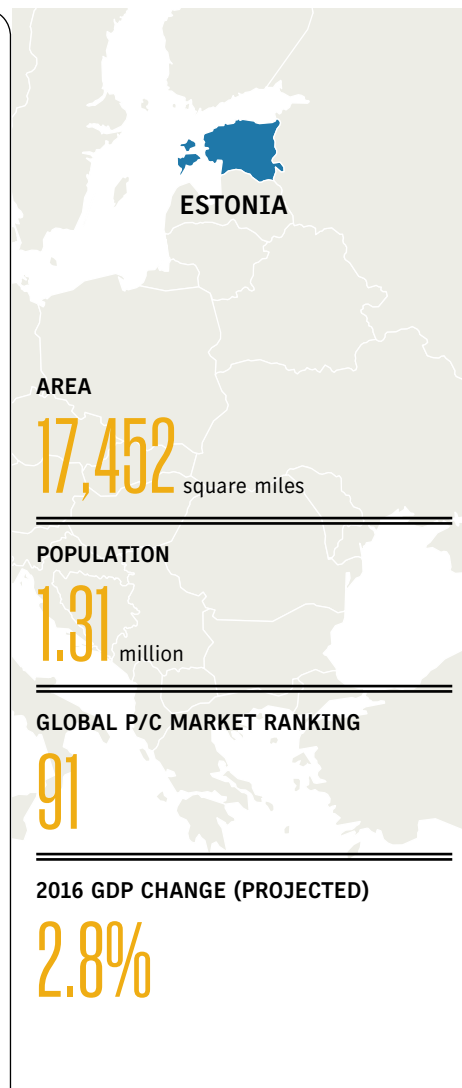 ESTONIA
AREA
17,452 square miles
POPULATION
1.31 million
GLOBAL P/C MARKET RANKING
91
2016 GDP CHANGE (PROJECTED)
2.8%